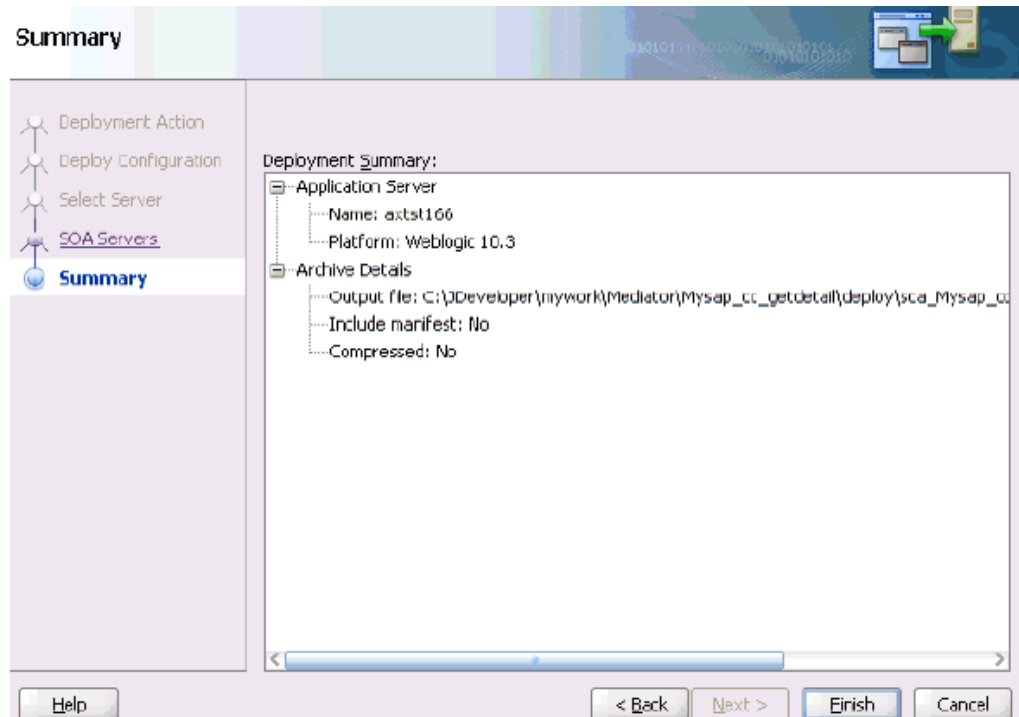 Summary
Deployment Action
Deploy Configuration
Select Server
SOA Servers
Summary
Deployment Summary:
Application Server
Name: axtst166
Platform: Weblogic 10.3
Archive Details
Output file: C:\JDeveloper\mywork\Mediator\Mysap_cc_getdetail\deploy\sca_Mysap_cc
Include manifest: No
Compressed: No
Help
< Back
Next >
Finish
Cancel